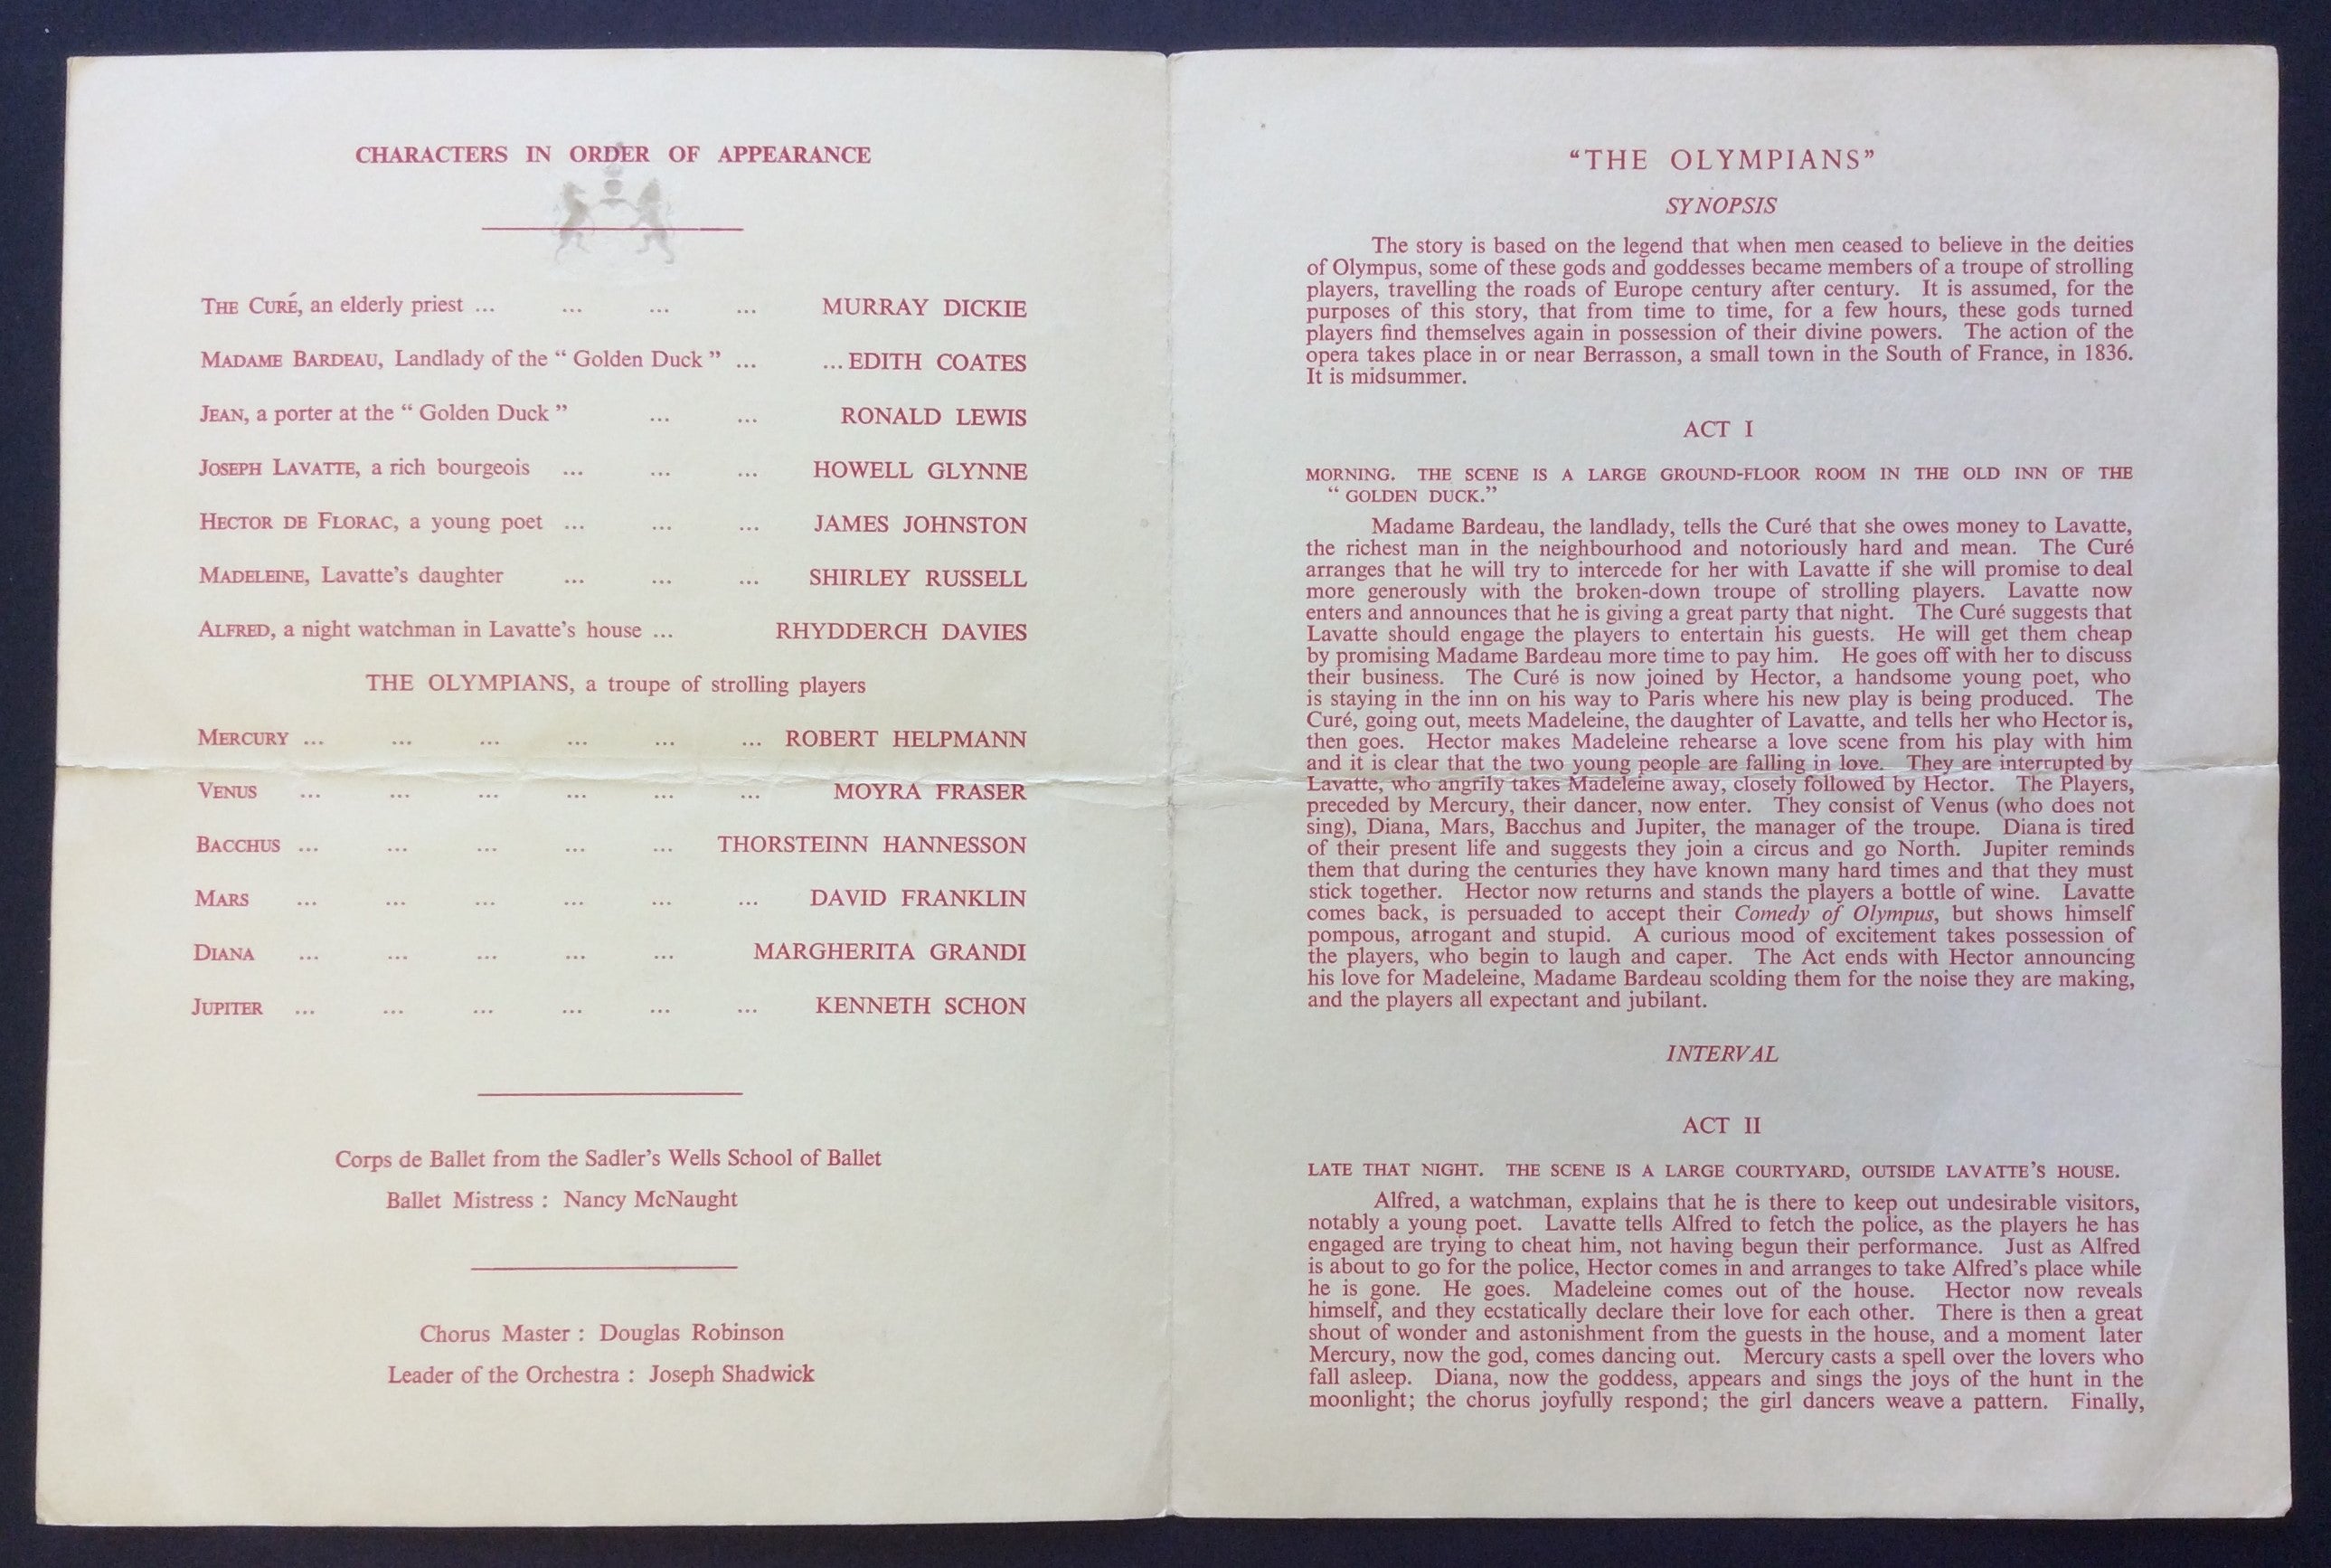 CHARACTERS IN ORDER OF APPEARANCE
THE CURÉ, an elderly priest ... ... ... ... MURRAY DICKIE
MADAME BARDEAU, Landlady of the “ Golden Duck ” ... ... EDITH COATES
JEAN, a porter at the “ Golden Duck ” ... ... RONALD LEWIS
JOSEPH LAVATTE, a rich bourgeois ... ... ... HOWELL GLYNNE
HECTOR DE FLORAC, a young poet ... ... ... JAMES JOHNSTON
MADELEINE, Lavatte’s daughter ... ... ... SHIRLEY RUSSELL
ALFRED, a night watchman in Lavatte’s house ... RHYDDERCH DAVIES
THE OLYMPIANS, a troupe of strolling players
MERCURY ... ... ... ... ... ... ROBERT HELPMANN
VENUS ... ... ... ... ... ... MOYRA FRASER
BACCHUS ... ... ... ... ... THORSTEINN HANNESSON
MARS ... ... ... ... ... ... DAVID FRANKLIN
DIANA ... ... ... ... ... MARGHERITA GRANDI
JUPITER ... ... ... ... ... ... KENNETH SCHON
Corps de Ballet from the Sadler’s Wells School of Ballet
Ballet Mistress : Nancy McNaught
Chorus Master : Douglas Robinson
Leader of the Orchestra : Joseph Shadwick
“THE OLYMPIANS”
SYNOPSIS
The story is based on the legend that when men ceased to believe in the deities
of Olympus, some of these gods and goddesses became members of a troupe of strolling
players, travelling the roads of Europe century after century. It is assumed, for the
purposes of this story, that from time to time, for a few hours, these gods turned
players find themselves again in possession of their divine powers. The action of the
opera takes place in or near Berrasson, a small town in the South of France, in 1836.
It is midsummer.
ACT I
MORNING. THE SCENE IS A LARGE GROUND-FLOOR ROOM IN THE OLD INN OF THE
“ GOLDEN DUCK.”
Madame Bardeau, the landlady, tells the Curé that she owes money to Lavatte,
the richest man in the neighbourhood and notoriously hard and mean. The Curé
arranges that he will try to intercede for her with Lavatte if she will promise to deal
more generously with the broken-down troupe of strolling players. Lavatte now
enters and announces that he is giving a great party that night. The Curé suggests that
Lavatte should engage the players to entertain his guests. He will get them cheap
by promising Madame Bardeau more time to pay him. He goes off with her to discuss
their business. The Curé is now joined by Hector, a handsome young poet, who
is staying in the inn on his way to Paris where his new play is being produced. The
Curé, going out, meets Madeleine, the daughter of Lavatte, and tells her who Hector is,
then goes. Hector makes Madeleine rehearse a love scene from his play with him
and it is clear that the two young people are falling in love. They are interrupted by
Lavatte, who angrily takes Madeleine away, closely followed by Hector. The Players,
preceded by Mercury, their dancer, now enter. They consist of Venus (who does not
sing), Diana, Mars, Bacchus and Jupiter, the manager of the troupe. Diana is tired
of their present life and suggests they join a circus and go North. Jupiter reminds
them that during the centuries they have known many hard times and that they must
stick together. Hector now returns and stands the players a bottle of wine. Lavatte
comes back, is persuaded to accept their Comedy of Olympus, but shows himself
pompous, arrogant and stupid. A curious mood of excitement takes possession of
the players, who begin to laugh and caper. The Act ends with Hector announcing
his love for Madeleine, Madame Bardeau scolding them for the noise they are making,
and the players all expectant and jubilant.
INTERVAL
ACT II
LATE THAT NIGHT. THE SCENE IS A LARGE COURTYARD, OUTSIDE LAVATTE’S HOUSE.
Alfred, a watchman, explains that he is there to keep out undesirable visitors,
notably a young poet. Lavatte tells Alfred to fetch the police, as the players he has
engaged are trying to cheat him, not having begun their performance. Just as Alfred
is about to go for the police, Hector comes in and arranges to take Alfred’s place while
he is gone. He goes. Madeleine comes out of the house. Hector now reveals
himself, and they ecstatically declare their love for each other. There is then a great
shout of wonder and astonishment from the guests in the house, and a moment later
Mercury, now the god, comes dancing out. Mercury casts a spell over the lovers who
fall asleep. Diana, now the goddess, appears and sings the joys of the hunt in the
moonlight; the chorus joyfully respond; the girl dancers weave a pattern. Finally,